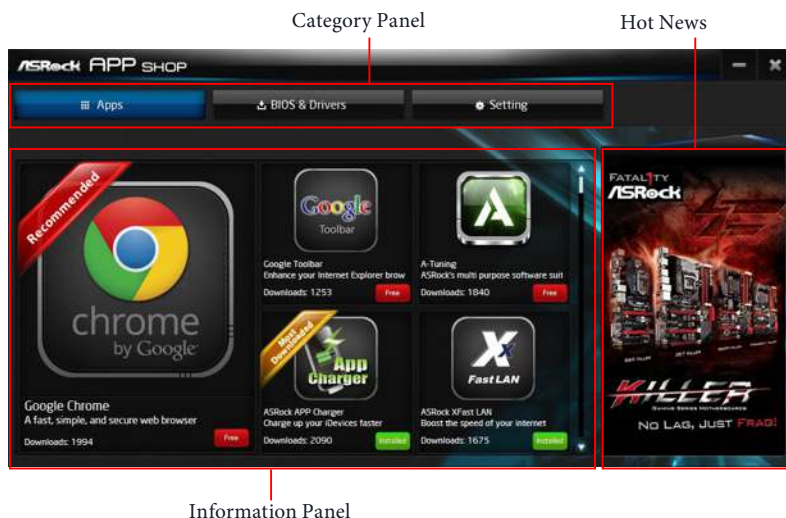 Category Panel
Hot News
ASRock APP SHOP
Apps
BIOS & Drivers
Setting
Recommended
chrome
by Google
Google Chrome
A fast, simple, and secure web browser
Downloads: 1994
Free
Google
Toolbar
Google Toolbar
Enhance your Internet Explorer brow
Downloads: 1253
Free
A-Tuning
ASRock's multi purpose software suit
Downloads: 1840
Free
Most
Downloaded
App
Charger
ASRock APP Charger
Charge up your iDevices faster
Downloads: 2090
Installed
FastLAN
ASRock XFast LAN
Boost the speed of your internet
Downloads: 1675
Installed
FATAL1TY
ASRock
KILLER
GAMING SERIES MOTHERBOARDS
NO LAG, JUST FRAG!
Information Panel